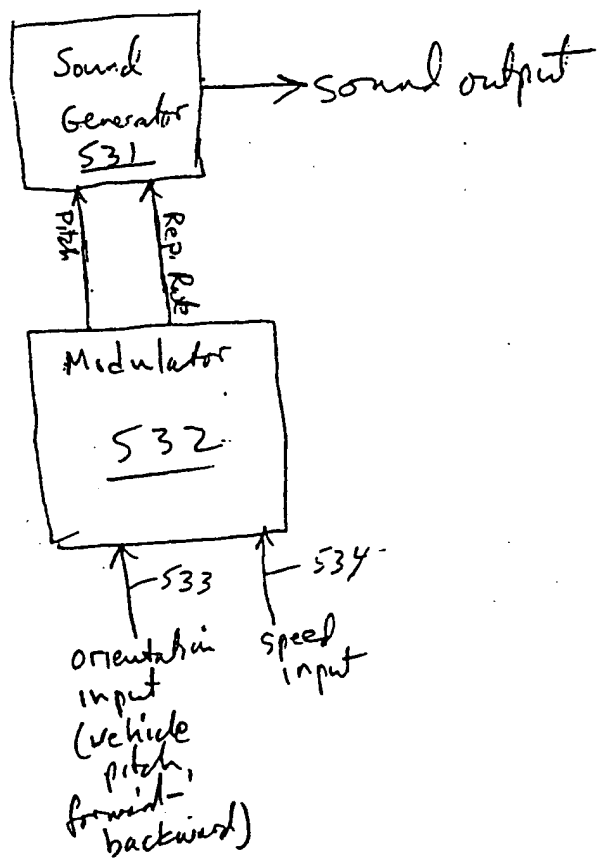 Sound
Generator
531
sound output
Pitch
Rep. Rate
Modulator
532
533
534
orientation
input
(vehicle
pitch,
forward-
backward)
speed
input